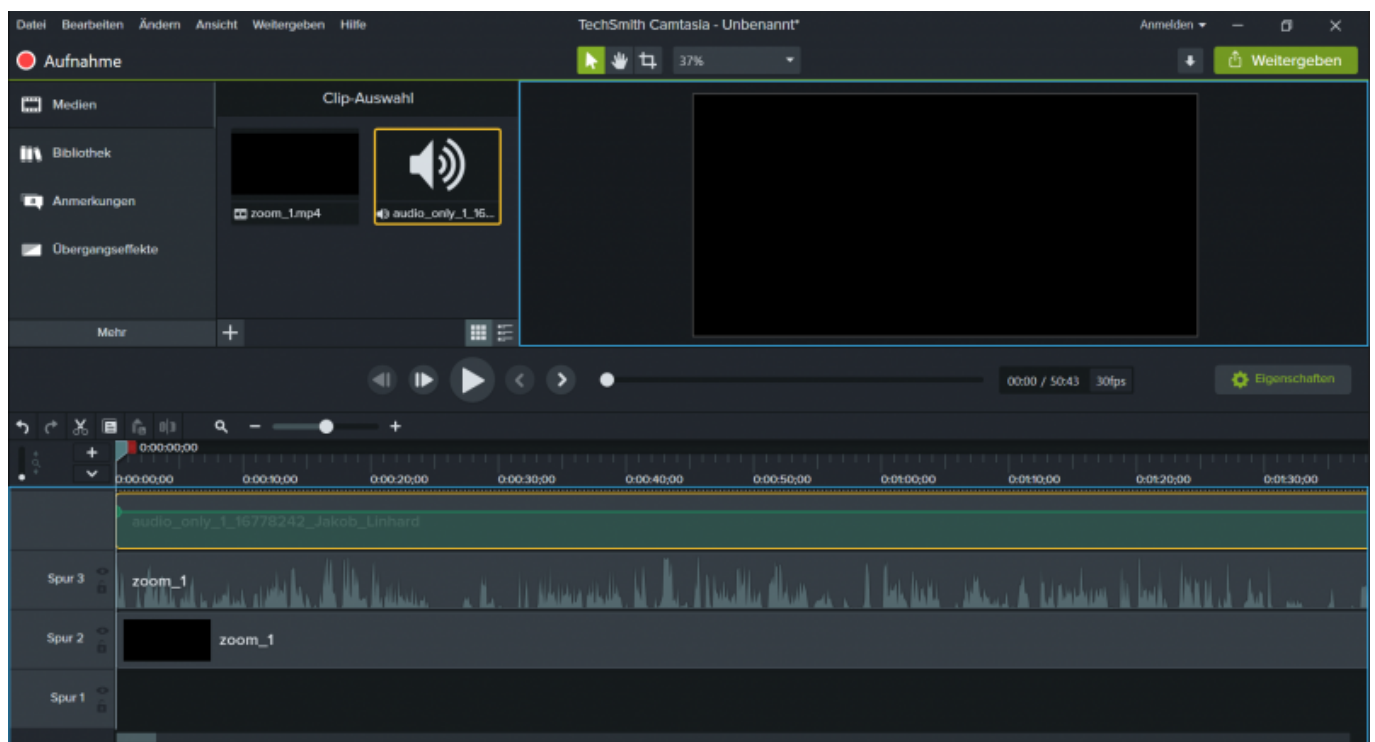 Datei Bearbeiten Ändern Ansicht Weitergeben Hilfe TechSmith Camtasia - Unbenannt* Anmelden
Aufnahme 37% Weitergeben
Medien Clip-Auswahl
Bibliothek
Anmerkungen
zoom_1.mp4 audio_only_1_16...
Übergangseffekte
Mehr
00:00 / 50:43 30fps Eigenschaften
0:00:00;00
0:00:00;00 0:00:10;00 0:00:20;00 0:00:30;00 0:00:40;00 0:00:50;00 0:01:00;00 0:01:10;00 0:01:20;00 0:01:30;00
audio_only_1_16778242_Jakob_Linhard
Spur 3 zoom_1
Spur 2 zoom_1
Spur 1